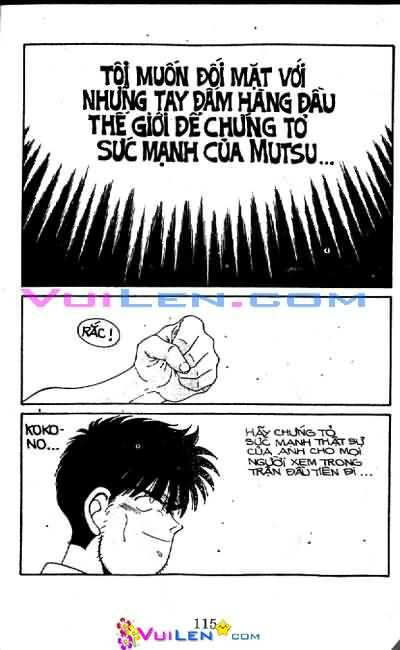 TÔI MUỐN ĐỐI MẶT VỚI
NHỮNG TAY ĐẤM HÀNG ĐẦU
THẾ GIỚI ĐỂ CHỨNG TỎ
SỨC MẠNH CỦA MUTSU...
VUILEN.COM
RẮC!
KOKO-
NO...
HÃY CHỨNG TỎ
SỨC MẠNH THẬT SỰ
CỦA ANH CHO MỌI
NGƯỜI XEM TRONG
TRẬN ĐẤU TIÊN ĐI...
115
VUILEN.COM